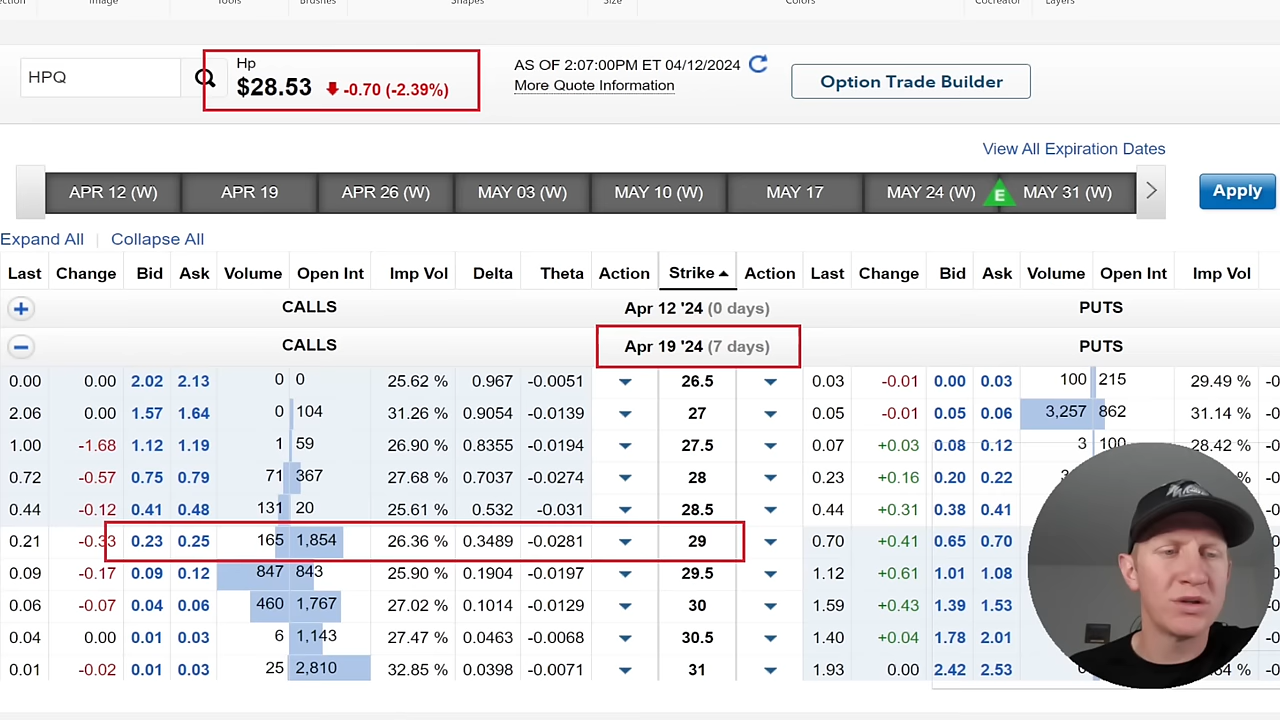 Image Tools Brushes Shapes Size Colors Cocreator Layers
HPQ
Hp
$28.53 -0.70 (-2.39%)
AS OF 2:07:00PM ET 04/12/2024
More Quote Information
Option Trade Builder
View All Expiration Dates
APR 12 (W) APR 19 APR 26 (W) MAY 03 (W) MAY 10 (W) MAY 17 MAY 24 (W) E MAY 31 (W) Apply
Expand All | Collapse All
Last Change Bid Ask Volume Open Int Imp Vol Delta Theta Action Strike Action Last Change Bid Ask Volume Open Int Imp Vol
CALLS Apr 12 '24 (0 days) PUTS
CALLS Apr 19 '24 (7 days) PUTS
0.00 0.00 2.02 2.13 0 0 25.62 % 0.967 -0.0051 26.5 0.03 -0.01 0.00 0.03 100 215 29.49 %
2.06 0.00 1.57 1.64 0 104 31.26 % 0.9054 -0.0139 27 0.05 -0.01 0.05 0.06 3,257 862 31.14 %
1.00 -1.68 1.12 1.19 1 59 26.90 % 0.8355 -0.0194 27.5 0.07 +0.03 0.08 0.12 3 100 28.42 %
0.72 -0.57 0.75 0.79 71 367 27.68 % 0.7037 -0.0274 28 0.23 +0.16 0.20 0.22
0.44 -0.12 0.41 0.48 131 20 25.61 % 0.532 -0.031 28.5 0.44 +0.31 0.38 0.41
0.21 -0.33 0.23 0.25 165 1,854 26.36 % 0.3489 -0.0281 29 0.70 +0.41 0.65 0.70
0.09 -0.17 0.09 0.12 847 843 25.90 % 0.1904 -0.0197 29.5 1.12 +0.61 1.01 1.08
0.06 -0.07 0.04 0.06 460 1,767 27.02 % 0.1014 -0.0129 30 1.59 +0.43 1.39 1.53
0.04 0.00 0.01 0.03 6 1,143 27.47 % 0.0463 -0.0068 30.5 1.40 +0.04 1.78 2.01
0.01 -0.02 0.01 0.03 25 2,810 32.85 % 0.0398 -0.0071 31 1.93 0.00 2.42 2.53